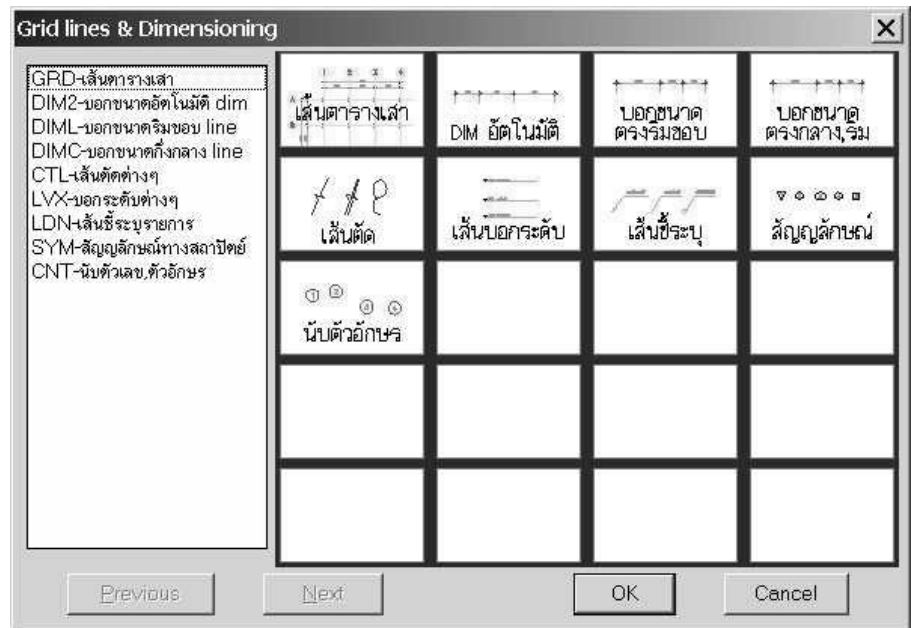 Grid lines & Dimensioning
GRD-เส้นตารางเสา
DIM2-บอกขนาดอัตโนมัติ dim
DIML-บอกขนาดริมขอบ line
DIMC-บอกขนาดกึ่งกลาง line
CTL-เส้นตัดต่างๆ
LVX-บอกระดับต่างๆ
LDN-เส้นชี้ระบุรายการ
SYM-สัญญลักษณ์ทางสถาปัตย์
CNT-นับตัวเลข,ตัวอักษร
เส้นตารางเสา
DIM อัตโนมัติ
บอกขนาด
ตรงริมขอบ
บอกขนาด
ตรงกลาง,ริม
เส้นตัด
เส้นบอกระดับ
เส้นชี้ระบุ
สัญญลักษณ์
นับตัวอักษร
Previous
Next
OK
Cancel